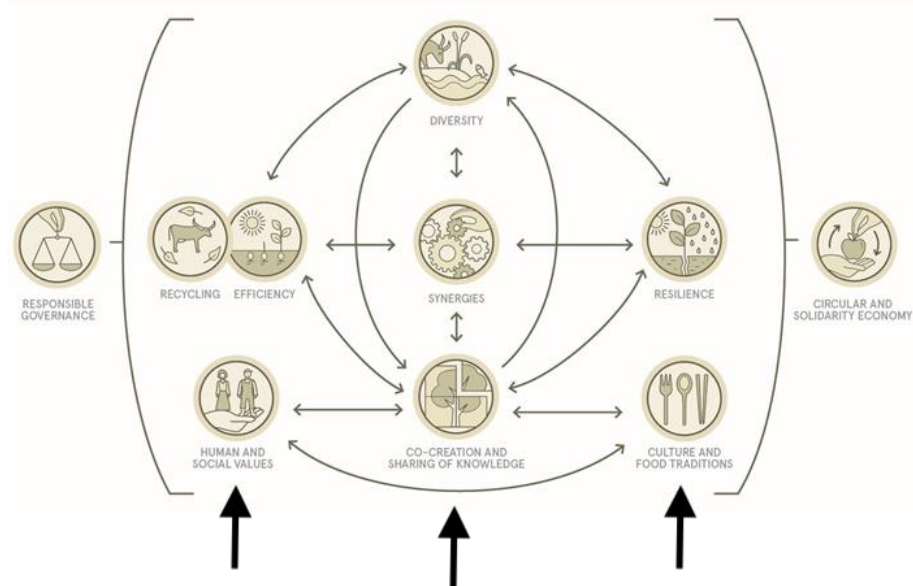 DIVERSITY
RESPONSIBLE
GOVERNANCE
RECYCLING
EFFICIENCY
SYNERGIES
RESILIENCE
CIRCULAR AND
SOLIDARITY ECONOMY
HUMAN AND
SOCIAL VALUES
CO-CREATION AND
SHARING OF KNOWLEDGE
CULTURE AND
FOOD TRADITIONS